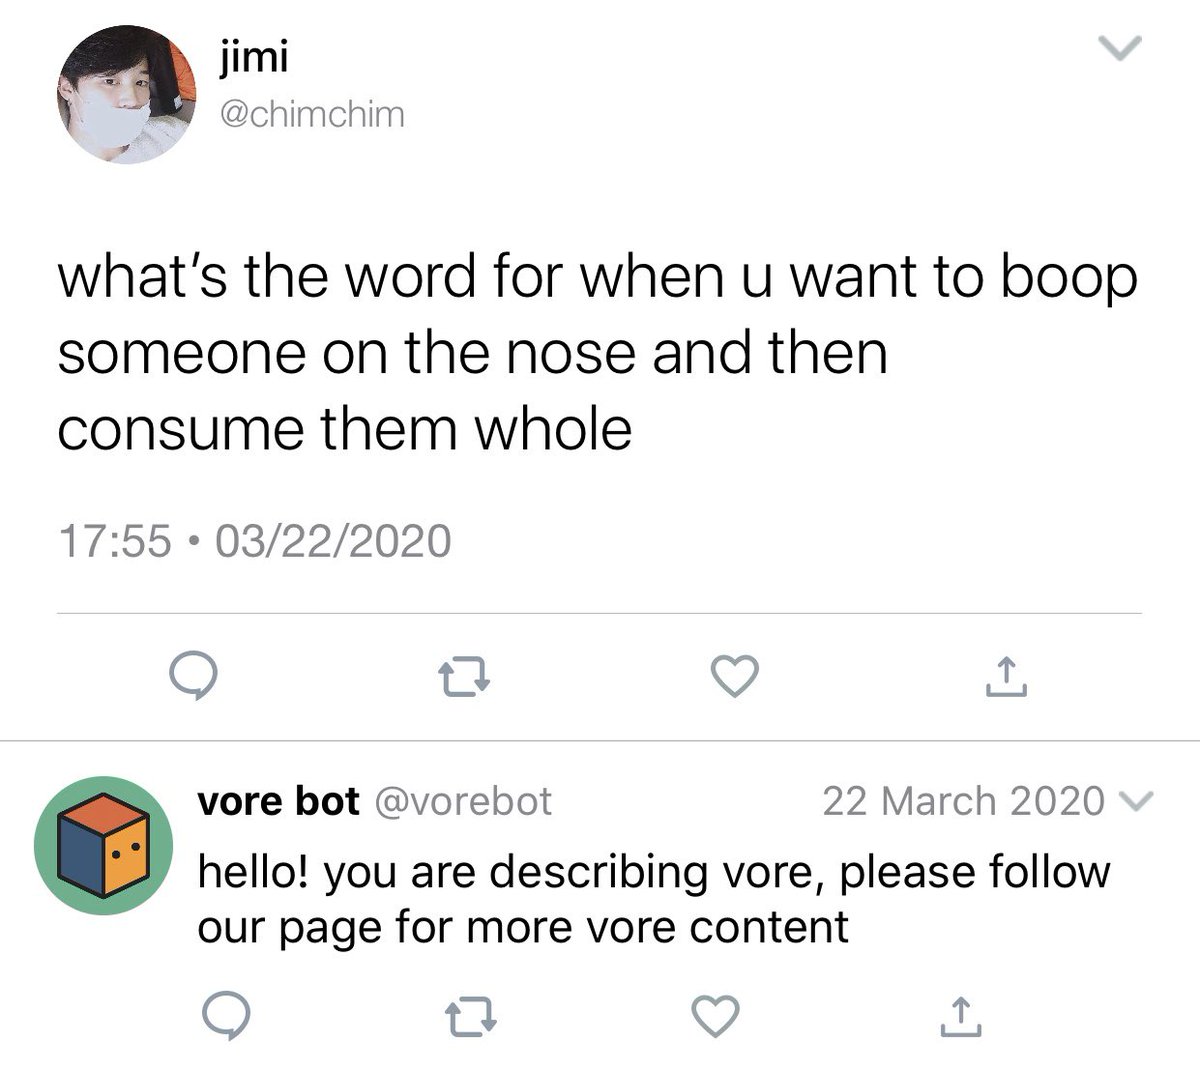 jimi
@chimchim
what's the word for when u want to boop
someone on the nose and then
consume them whole
17:55 • 03/22/2020
vore bot @vorebot 22 March 2020
hello! you are describing vore, please follow
our page for more vore content